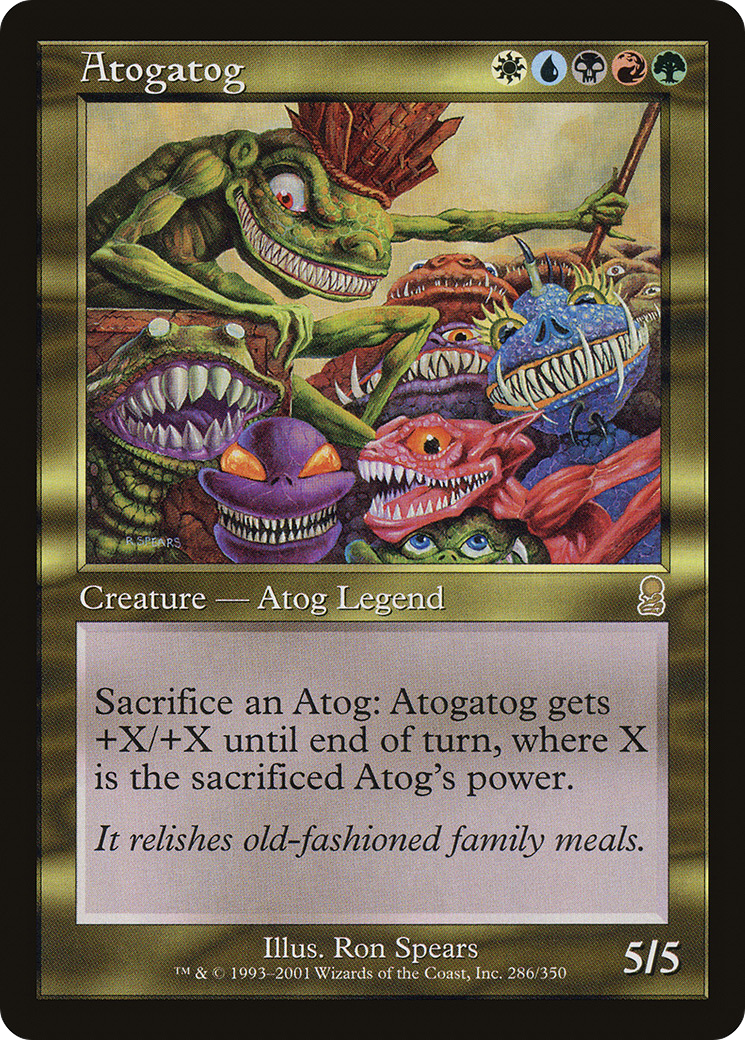 Atogatog
R. SPEARS
Creature — Atog Legend
Sacrifice an Atog: Atogatog gets
+X/+X until end of turn, where X
is the sacrificed Atog's power.
It relishes old-fashioned family meals.
Illus. Ron Spears
™ & © 1993–2001 Wizards of the Coast, Inc. 286/350
5/5